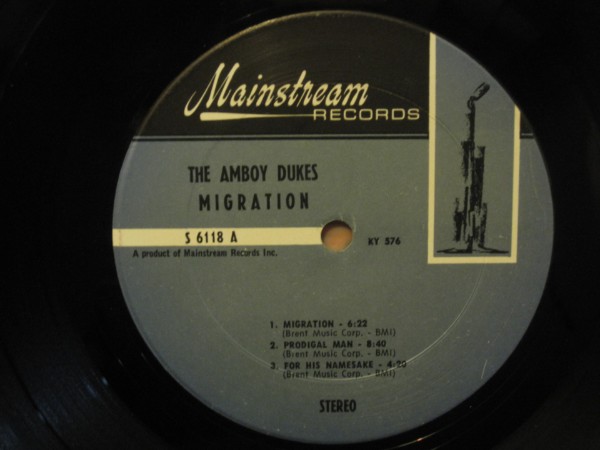 Mainstream
RECORDS
THE AMBOY DUKES
MIGRATION
S 6118 A
KY 576
A product of Mainstream Records Inc.
1. MIGRATION - 6:22
(Brent Music Corp. - BMI)
2. PRODIGAL MAN - 8:40
(Brent Music Corp. - BMI)
3. FOR HIS NAMESAKE - 4:20
(Brent Music Corp. - BMI)
STEREO